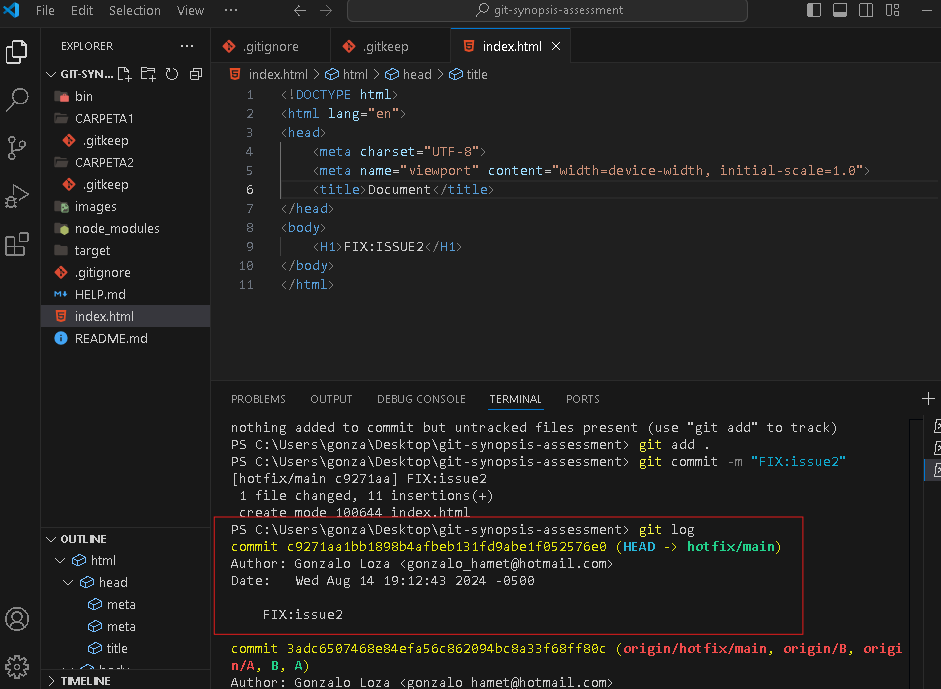 File Edit Selection View ··· git-synopsis-assessment
EXPLORER ···
GIT-SYN...
bin
CARPETA1
.gitkeep
CARPETA2
.gitkeep
images
node_modules
target
.gitignore
HELP.md
index.html
README.md
OUTLINE
html
head
meta
meta
title
TIMELINE
.gitignore .gitkeep index.html
index.html > html > head > title
1 <!DOCTYPE html>
2 <html lang="en">
3 <head>
4 <meta charset="UTF-8">
5 <meta name="viewport" content="width=device-width, initial-scale=1.0">
6 <title>Document</title>
7 </head>
8 <body>
9 <H1>FIX:ISSUE2</H1>
10 </body>
11 </html>
PROBLEMS OUTPUT DEBUG CONSOLE TERMINAL PORTS
nothing added to commit but untracked files present (use "git add" to track)
PS C:\Users\gonza\Desktop\git-synopsis-assessment> git add .
PS C:\Users\gonza\Desktop\git-synopsis-assessment> git commit -m "FIX:issue2"
[hotfix/main c9271aa] FIX:issue2
1 file changed, 11 insertions(+)
create mode 100644 index.html
PS C:\Users\gonza\Desktop\git-synopsis-assessment> git log
commit c9271aa1bb1898b4afbeb131fd9abe1f052576e0 (HEAD -> hotfix/main)
Author: Gonzalo Loza <gonzalo_hamet@hotmail.com>
Date: Wed Aug 14 19:12:43 2024 -0500
FIX:issue2
commit 3adc6507468e84efa56c862094bc8a33f68ff80c (origin/hotfix/main, origin/B, origi
n/A, B, A)
Author: Gonzalo Loza <gonzalo_hamet@hotmail.com>